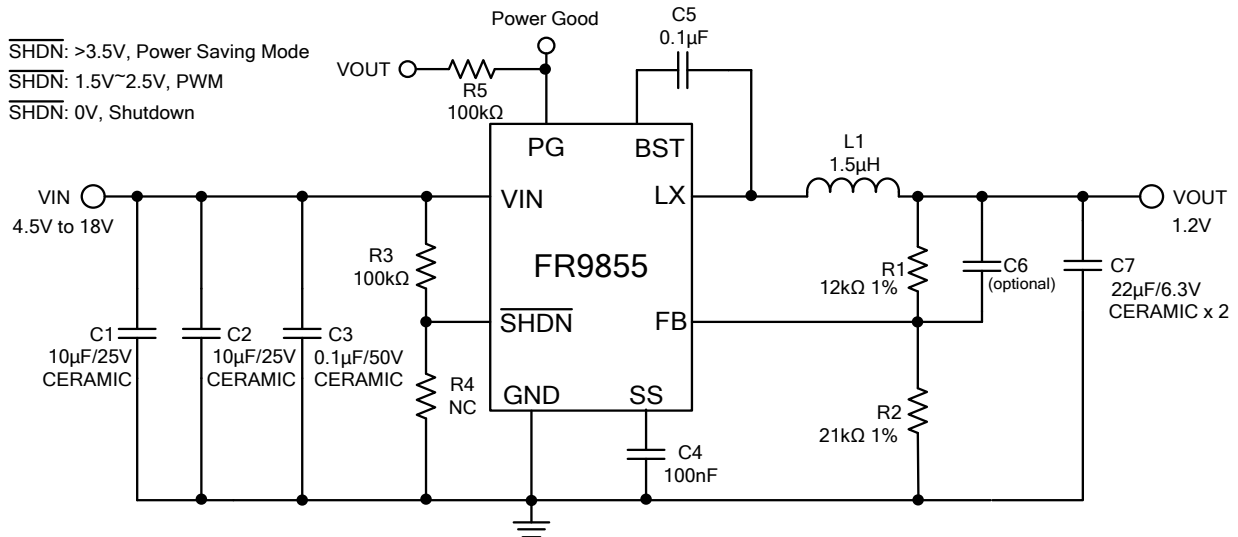 Power Good
C5
0.1µF
SHDN: >3.5V, Power Saving Mode
SHDN: 1.5V~2.5V, PWM
SHDN: 0V, Shutdown
VOUT
R5
100kΩ
PG
BST
L1
1.5µH
VIN
4.5V to 18V
VIN
LX
VOUT
1.2V
FR9855
R3
100kΩ
R1
12kΩ 1%
C6
(optional)
C7
22µF/6.3V
CERAMIC x 2
SHDN
FB
C1
10µF/25V
CERAMIC
C2
10µF/25V
CERAMIC
C3
0.1µF/50V
CERAMIC
R4
NC
GND
SS
R2
21kΩ 1%
C4
100nF